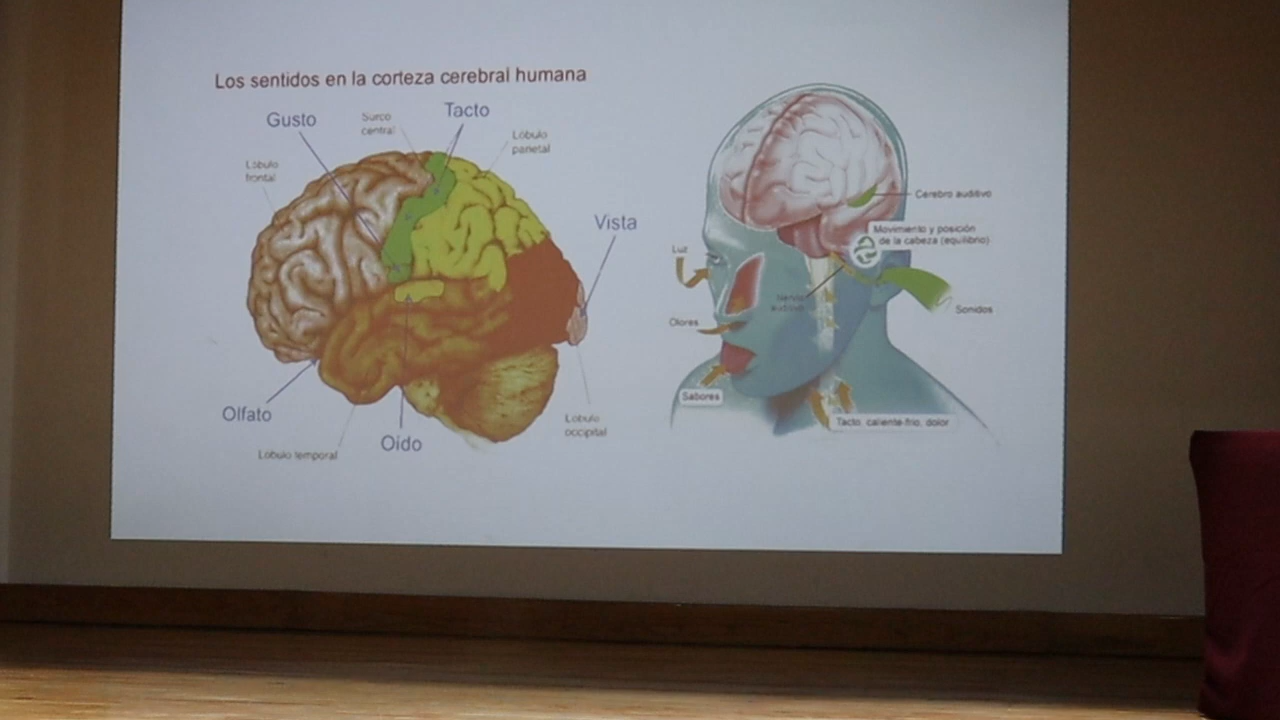 Los sentidos en la corteza cerebral humana
Gusto
Surco
central
Tacto
Lóbulo
parietal
Lóbulo
frontal
Vista
Olfato
Lóbulo temporal
Oído
Lóbulo
occipital
Cerebro auditivo
Movimiento y posición
de la cabeza (equilibrio)
Luz
Nervio
auditivo
Olores
Sonidos
Sabores
Tacto, caliente-frío, dolor